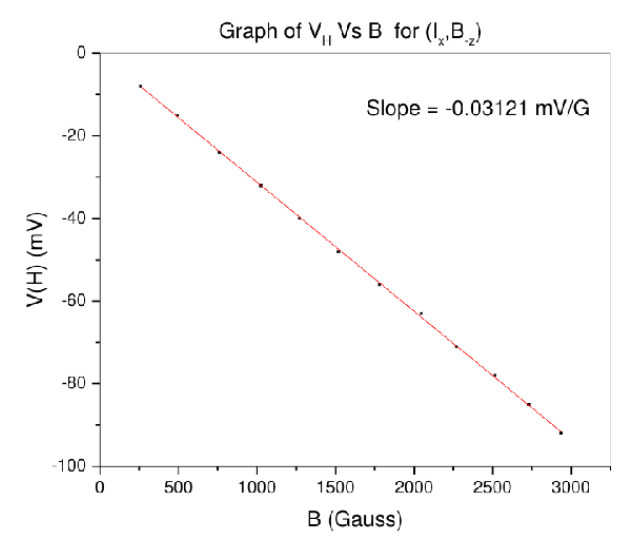 Graph of V_H Vs B for (I_x,B_-z)
Slope = -0.03121 mV/G
V(H) (mV)
0
-20
-40
-60
-80
-100
0 500 1000 1500 2000 2500 3000
B (Gauss)